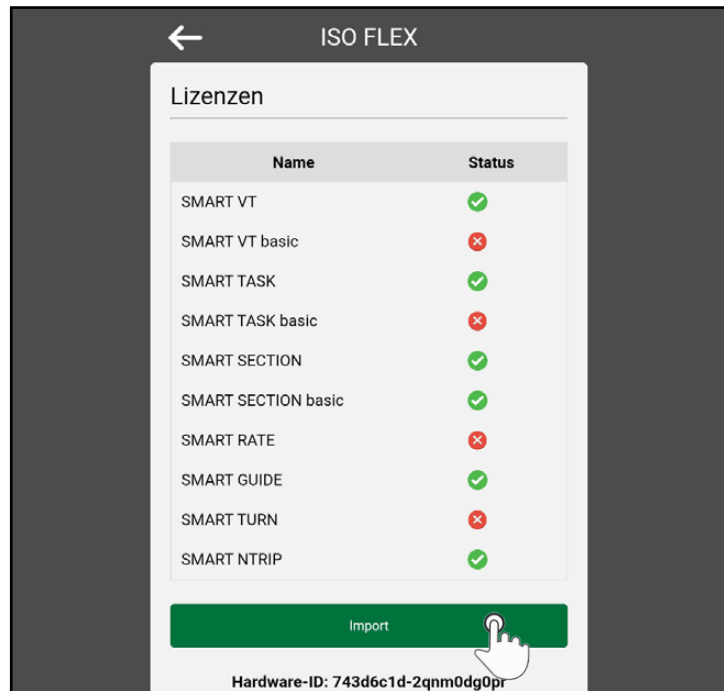 ISO FLEX
Lizenzen
Name Status
SMART VT
SMART VT basic
SMART TASK
SMART TASK basic
SMART SECTION
SMART SECTION basic
SMART RATE
SMART GUIDE
SMART TURN
SMART NTRIP
Import
Hardware-ID: 743d6c1d-2qnm0dg0pr